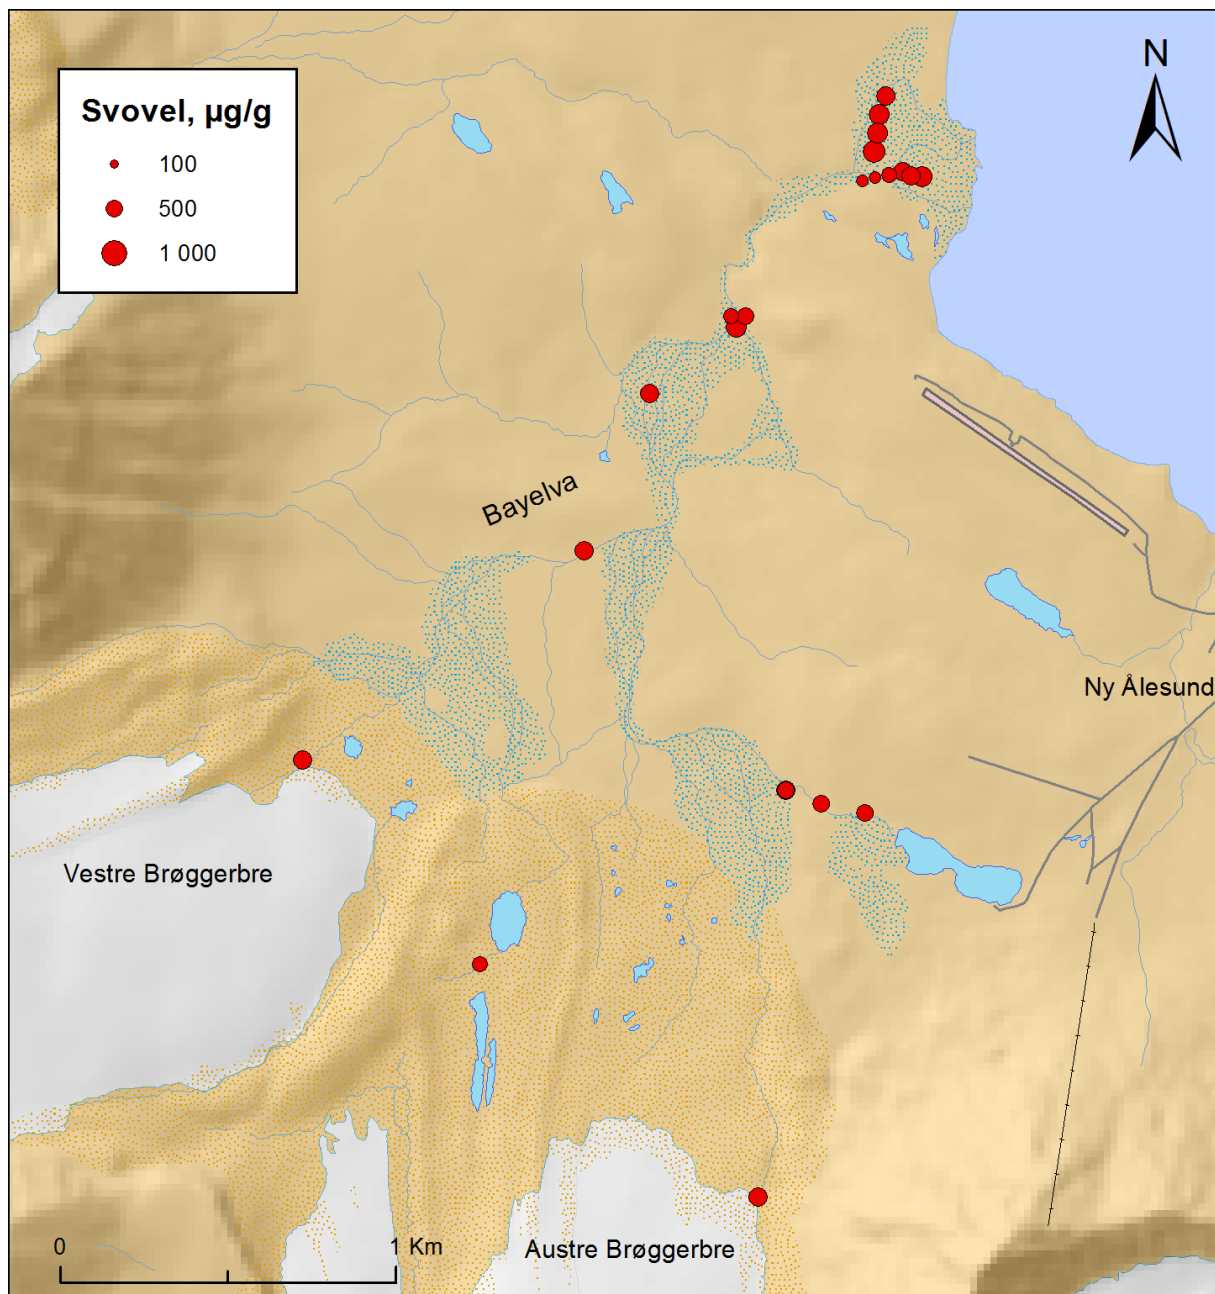 N
Svovel, µg/g
100
500
1 000
Bayelva
Ny Ålesund
Vestre Brøggerbre
Austre Brøggerbre
0
1 Km